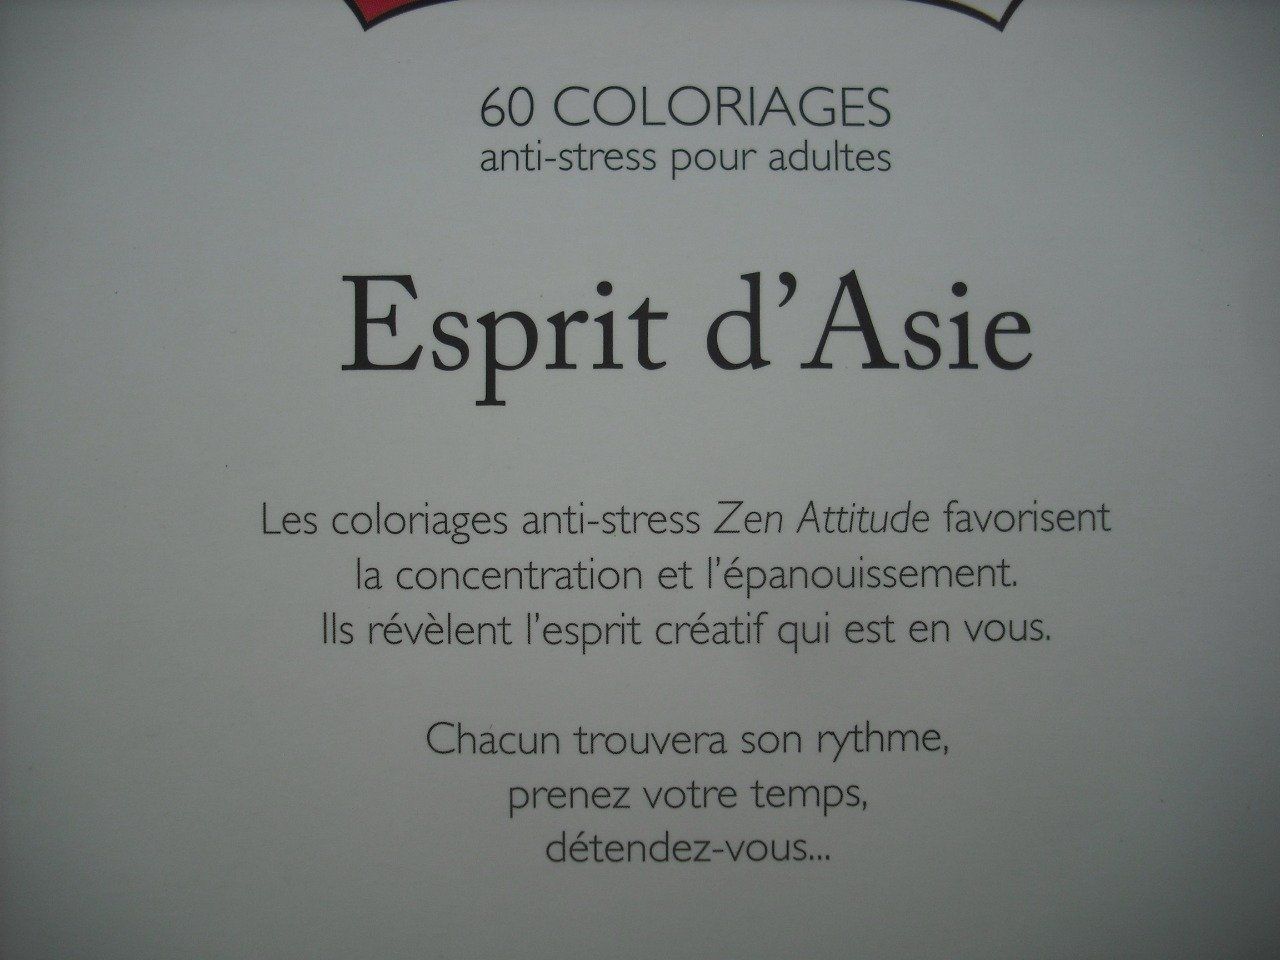 60 COLORIAGES
anti-stress pour adultes
Esprit d'Asie
Les coloriages anti-stress Zen Attitude favorisent
la concentration et l'épanouissement.
Ils révèlent l'esprit créatif qui est en vous.
Chacun trouvera son rythme,
prenez votre temps,
détendez-vous...